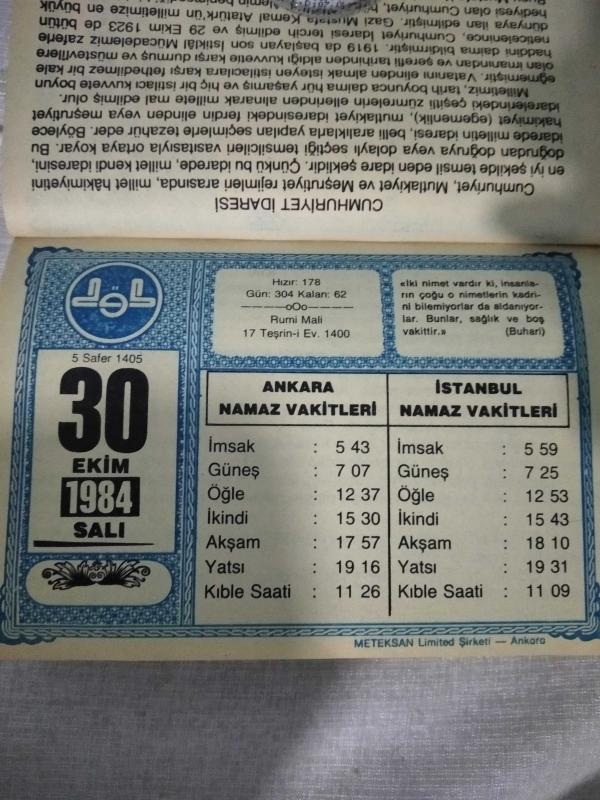 CUMHURİYET İDARESİ
Cumhuriyet, Mutlakiyet ve Meşrutiyet rejimleri arasında, millet hâkimiyetini
en iyi şekilde temsil eden idare şeklidir. Çünkü bu idarede, millet kendi idaresini,
doğrudan doğruya veya dolayı seçtiği temsilcileri vasıtasıyla ortaya koyar. Bu
idarede milletin idaresi, belli aralıklarla yapılan seçimlerle tezahür eder. Böylece
hakimiyet (egemenlik), mutlakiyet idaresindeki ferdin elinden veya meşrutiyet
idarelerindeki çeşitli zümrelerin ellerinden alınarak millete mal edilmiş olur.
Milletimiz, tarih boyunca daima hür yaşamış ve hiç bir istilacı kuvvete boyun
eğmemiştir. Vatanını elinden almak isteyen istilacılara karşı fethedilmez bir kale
olan imanından ve şerefli tarihinden aldığı kuvvetle karşı durmuş ve müstevlilere
haddini daima bildirmiştir. 1919 da başlayan son İstiklâl Mücadelemiz zaferle
neticelenince, Cumhuriyet İdaresi tercih edilmiş ve 29 Ekim 1923 de bütün
dünyaya ilan edilmiştir. Gazi Mustafa Kemal Atatürk'ün milletimize en büyük
hediyesi olan Cumhuriyet,
5 Safer 1405
30
EKİM
1984
SALI
Hızır: 178
Gün: 304 Kalan: 62
————oOo————
Rumi Mali
17 Teşrin-i Ev. 1400
«İki nimet vardır ki, insanla-
rın çoğu o nimetlerin kadri-
ni bilemiyorlar da aldanıyor-
lar. Bunlar, sağlık ve boş
vakittir.» (Buhari)
ANKARA
NAMAZ VAKİTLERİ
İmsak : 5 43
Güneş : 7 07
Öğle : 12 37
İkindi : 15 30
Akşam : 17 57
Yatsı : 19 16
Kıble Saati : 11 26
İSTANBUL
NAMAZ VAKİTLERİ
İmsak : 5 59
Güneş : 7 25
Öğle : 12 53
İkindi : 15 43
Akşam : 18 10
Yatsı : 19 31
Kıble Saati : 11 09
METEKSAN Limited Şirketi — Ankara